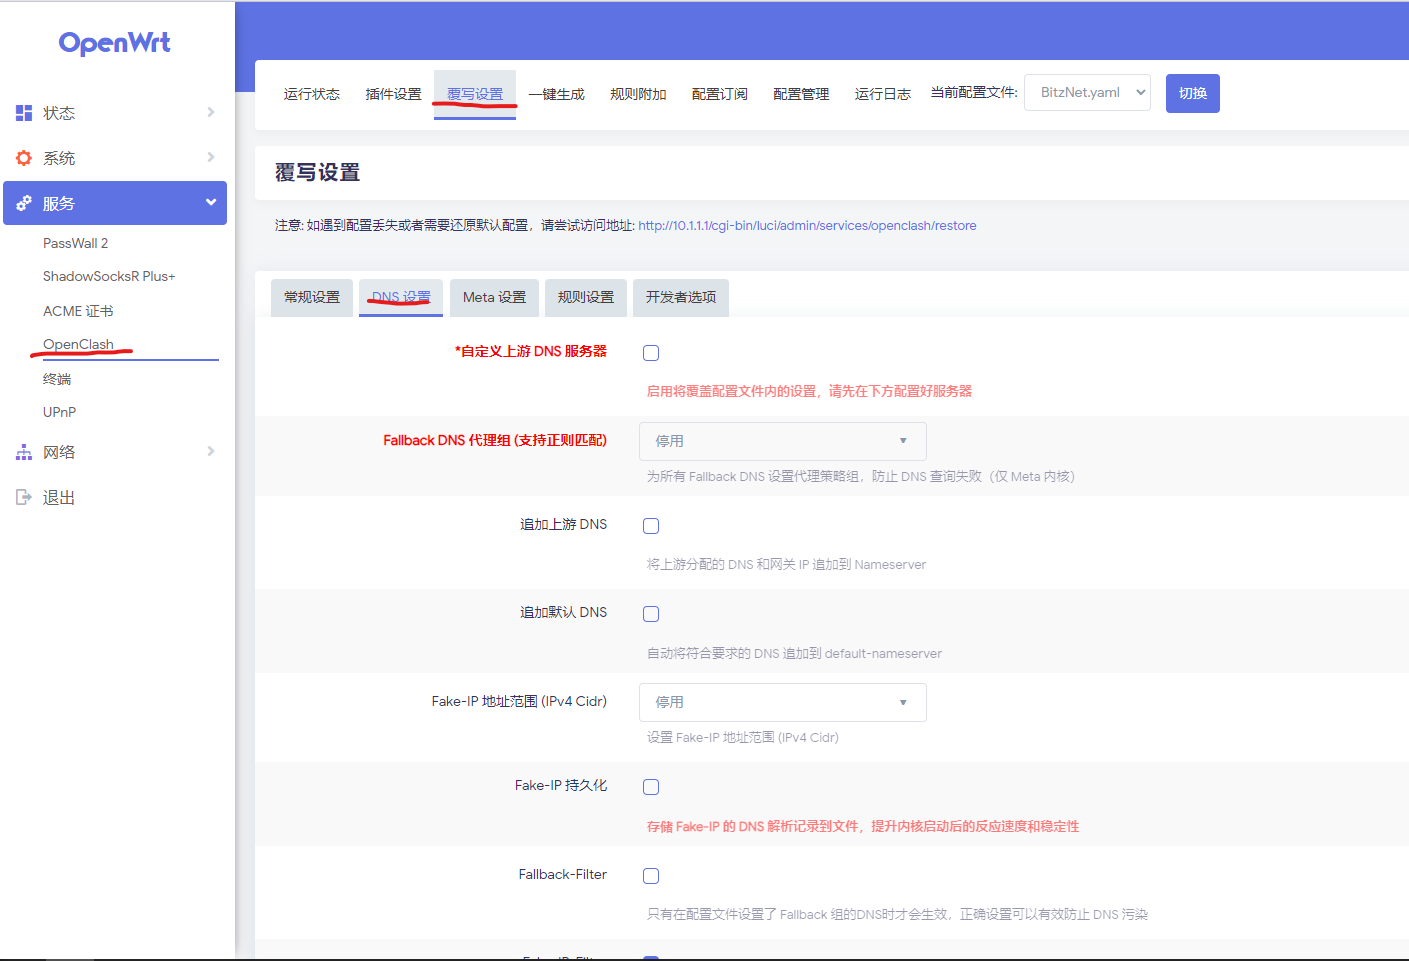 OpenWrt
状态
系统
服务
PassWall 2
ShadowSocksR Plus+
ACME 证书
OpenClash
终端
UPnP
网络
退出
运行状态 插件设置 覆写设置 一键生成 规则附加 配置订阅 配置管理 运行日志 当前配置文件: BitzNet.yaml 切换
覆写设置
注意: 如遇到配置丢失或者需要还原默认配置，请尝试访问地址: http://10.1.1.1/cgi-bin/luci/admin/services/openclash/restore
常规设置 DNS 设置 Meta 设置 规则设置 开发者选项
*自定义上游 DNS 服务器
启用将覆盖配置文件内的设置，请先在下方配置好服务器
Fallback DNS 代理组 (支持正则匹配) 停用
为所有 Fallback DNS 设置代理策略组，防止 DNS 查询失败（仅 Meta 内核）
追加上游 DNS
将上游分配的 DNS 和网关 IP 追加到 Nameserver
追加默认 DNS
自动将符合要求的 DNS 追加到 default-nameserver
Fake-IP 地址范围 (IPv4 Cidr) 停用
设置 Fake-IP 地址范围 (IPv4 Cidr)
Fake-IP 持久化
存储 Fake-IP 的 DNS 解析记录到文件，提升内核启动后的反应速度和稳定性
Fallback-Filter
只有在配置文件设置了 Fallback 组的DNS时才会生效，正确设置可以有效防止 DNS 污染